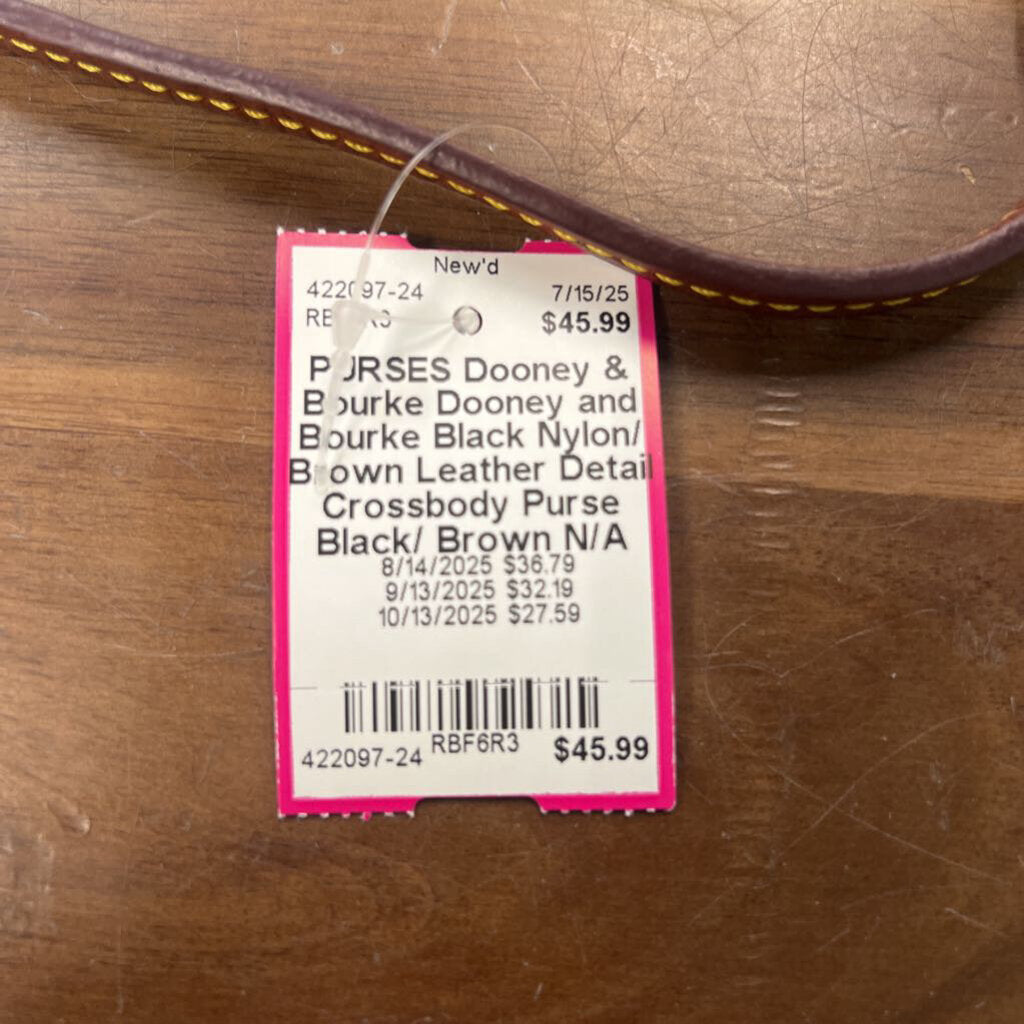 New'd
422097-24 7/15/25
RBF6R3 $45.99
PURSES Dooney &
Bourke Dooney and
Bourke Black Nylon/
Brown Leather Detail
Crossbody Purse
Black/ Brown N/A
8/14/2025 $36.79
9/13/2025 $32.19
10/13/2025 $27.59
422097-24 RBF6R3 $45.99